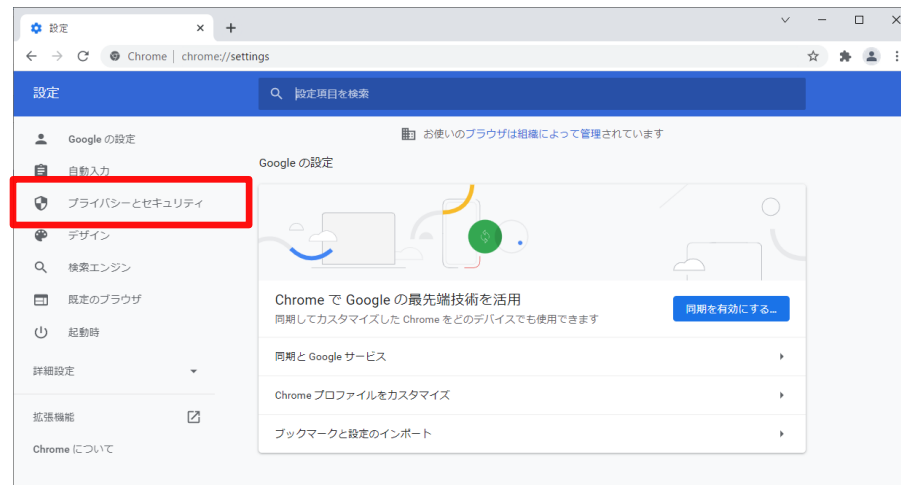 設定
Chrome | chrome://settings
設定
設定項目を検索
Google の設定
自動入力
プライバシーとセキュリティ
デザイン
検索エンジン
既定のブラウザ
起動時
詳細設定
拡張機能
Chrome について
お使いのブラウザは組織によって管理されています
Google の設定
Chrome で Google の最先端技術を活用
同期してカスタマイズした Chrome をどのデバイスでも使用できます
同期を有効にする...
同期と Google サービス
Chrome プロファイルをカスタマイズ
ブックマークと設定のインポート